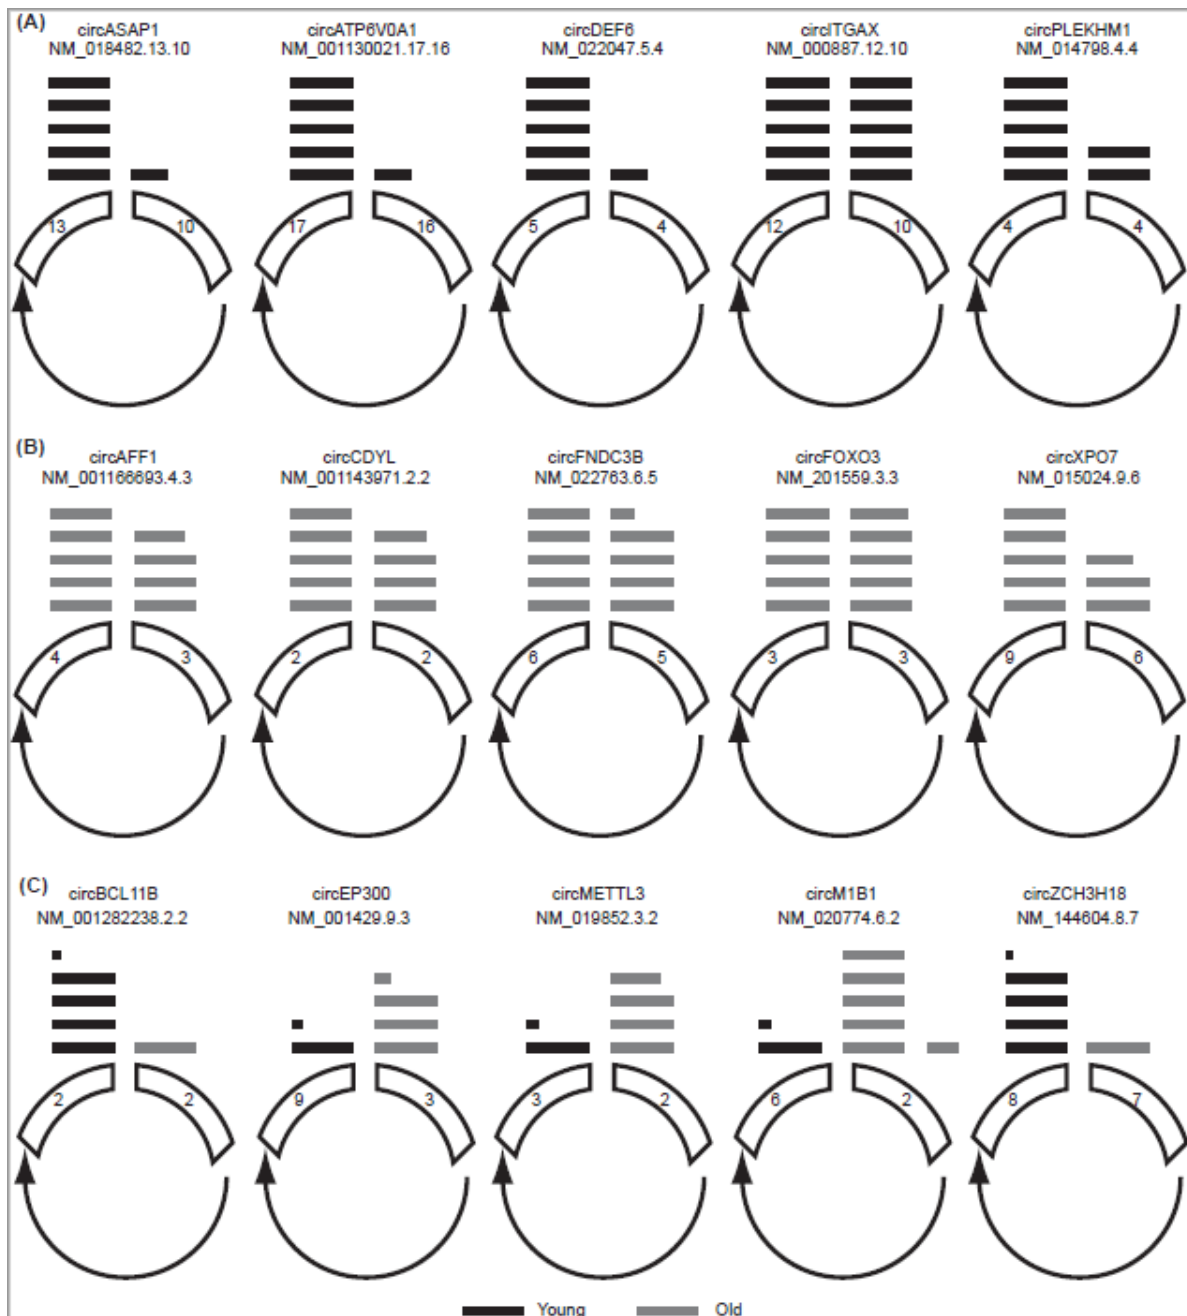 (A)
circASAP1 circATP6V0A1 circDEF6 circITGAX circPLEKHM1
NM_018482.13.10 NM_001130021.17.16 NM_022047.5.4 NM_000887.12.10 NM_014798.4.4
13 10 17 16 5 4 12 10 4 4
(B)
circAFF1 circCDYL circFNDC3B circFOXO3 circXPO7
NM_001166693.4.3 NM_001143971.2.2 NM_022763.6.5 NM_201559.3.3 NM_015024.9.6
4 3 2 2 6 5 3 3 9 6
(C)
circBCL11B circEP300 circMETTL3 circM1B1 circZCH3H18
NM_001282238.2.2 NM_001429.9.3 NM_019852.3.2 NM_020774.6.2 NM_144604.8.7
2 2 9 3 3 2 6 2 8 7
Young Old